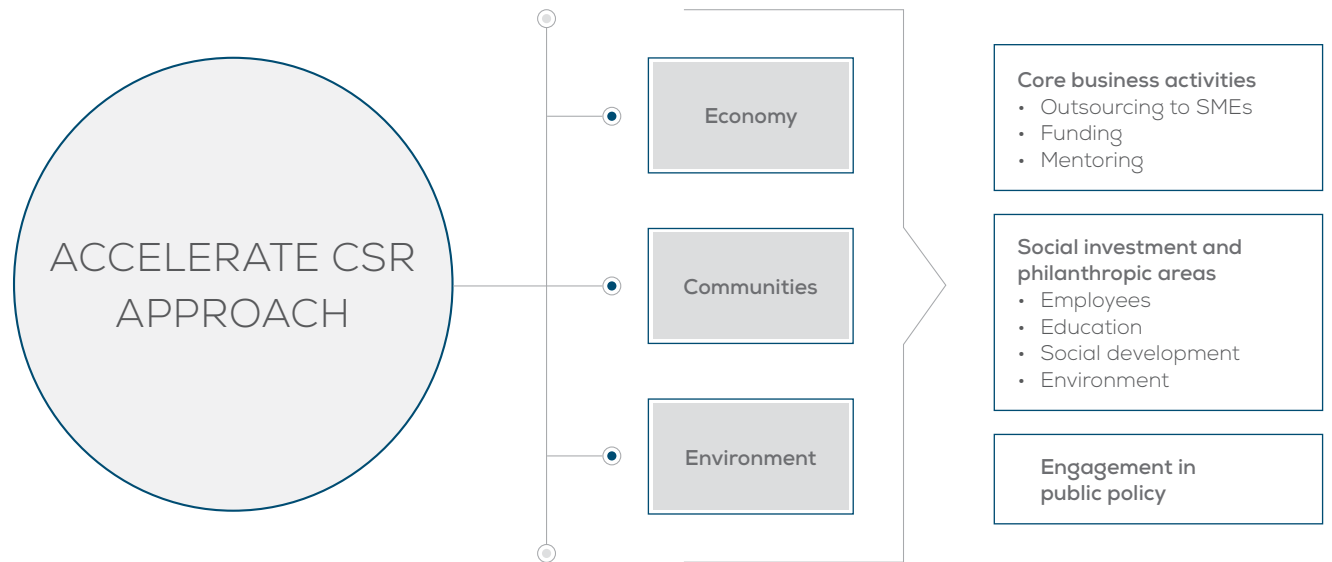 ACCELERATE CSR
APPROACH
Economy
Communities
Environment
Core business activities
• Outsourcing to SMEs
• Funding
• Mentoring
Social investment and
philanthropic areas
• Employees
• Education
• Social development
• Environment
Engagement in
public policy